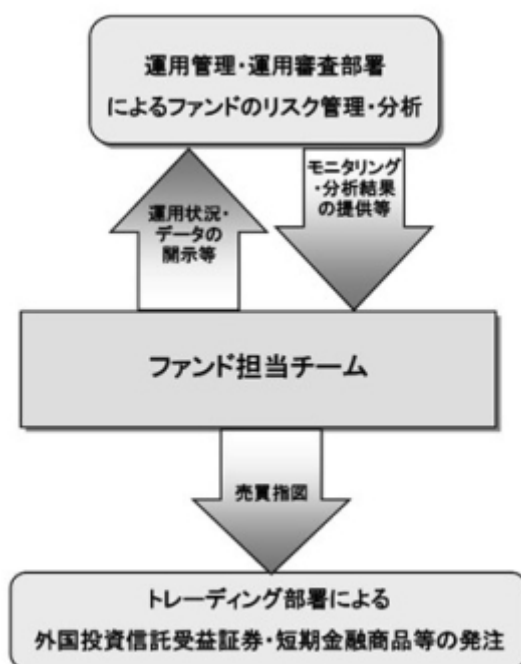 運用管理・運用審査部署
によるファンドのリスク管理・分析
運用状況・
データの
開示等
モニタリング
・分析結果
の提供等
ファンド担当チーム
売買指図
トレーディング部署による
外国投資信託受益証券・短期金融商品等の発注